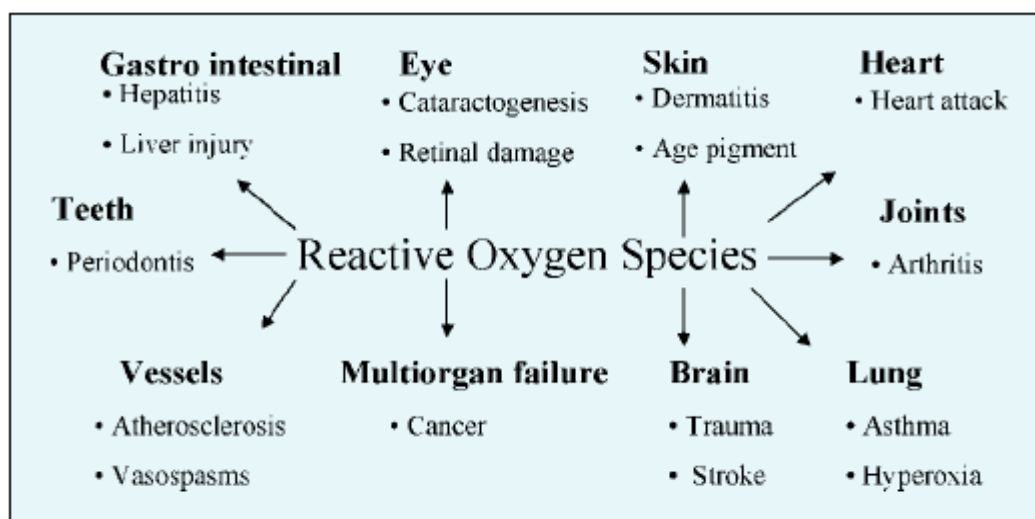 Gastro intestinal
• Hepatitis
• Liver injury
Eye
• Cataractogenesis
• Retinal damage
Skin
• Dermatitis
• Age pigment
Heart
• Heart attack
Teeth
• Periodontis
Reactive Oxygen Species
Joints
• Arthritis
Vessels
• Atherosclerosis
• Vasospasms
Multiorgan failure
• Cancer
Brain
• Trauma
• Stroke
Lung
• Asthma
• Hyperoxia